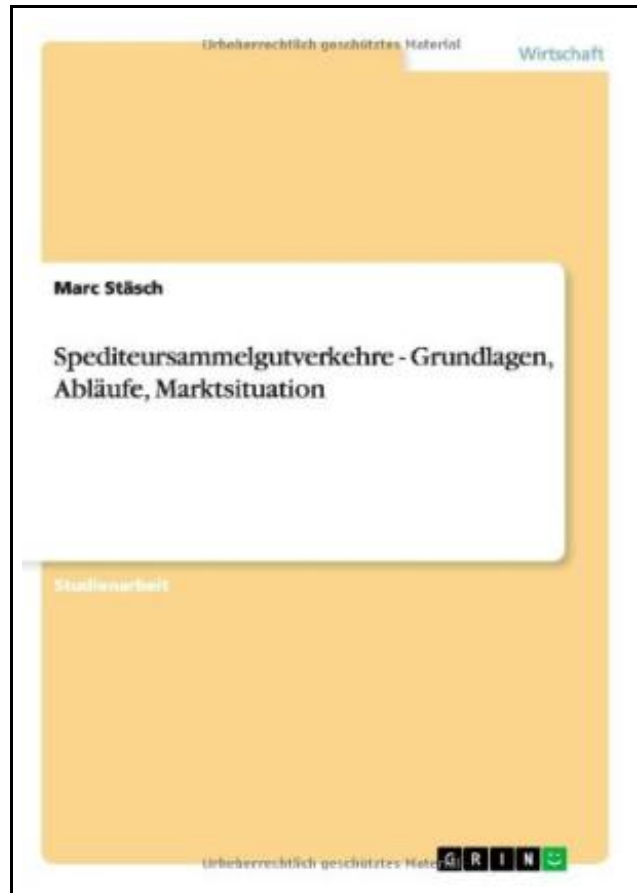 Urheberrechtlich geschütztes Material
Wirtschaft
Marc Stäsch
Spediteursammelgutverkehre - Grundlagen,
Abläufe, Marktsituation
Studienarbeit
Urheberrechtlich geschütztes Material
GRIN